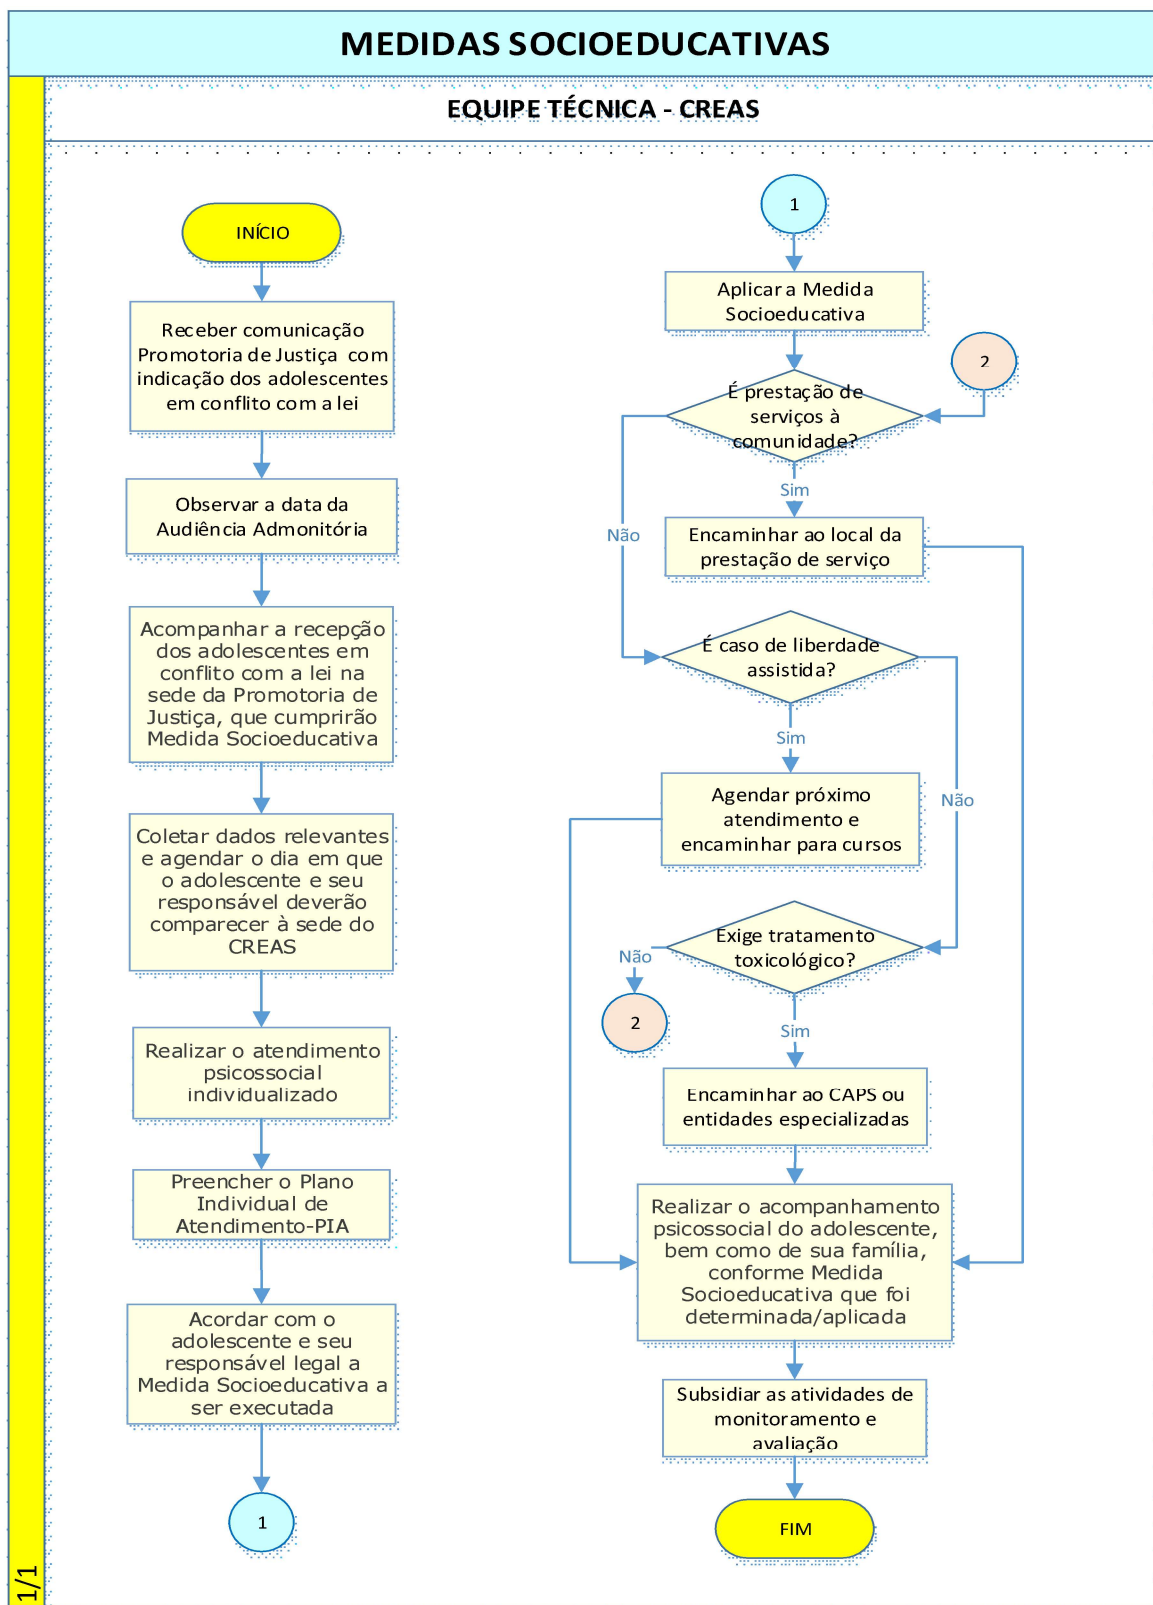 MEDIDAS SOCIOEDUCATIVAS
EQUIPE TÉCNICA - CREAS
INÍCIO
Receber comunicação
Promotoria de Justiça com
indicação dos adolescentes
em conflito com a lei
Observar a data da
Audiência Admonitória
Acompanhar a recepção
dos adolescentes em
conflito com a lei na
sede da Promotoria de
Justiça, que cumprirão
Medida Socioeducativa
Coletar dados relevantes
e agendar o dia em que
o adolescente e seu
responsável deverão
comparecer à sede do
CREAS
Realizar o atendimento
psicossocial
individualizado
Preencher o Plano
Individual de
Atendimento-PIA
Acordar com o
adolescente e seu
responsável legal a
Medida Socioeducativa a
ser executada
1
1
Aplicar a Medida
Socioeducativa
2
É prestação de
serviços à
comunidade?
Sim
Não
Encaminhar ao local da
prestação de serviço
É caso de liberdade
assistida?
Sim
Não
Agendar próximo
atendimento e
encaminhar para cursos
Exige tratamento
toxicológico?
Não
2
Sim
Encaminhar ao CAPS ou
entidades especializadas
Realizar o acompanhamento
psicossocial do adolescente,
bem como de sua família,
conforme Medida
Socioeducativa que foi
determinada/aplicada
Subsidiar as atividades de
monitoramento e
avaliação
FIM
1/1